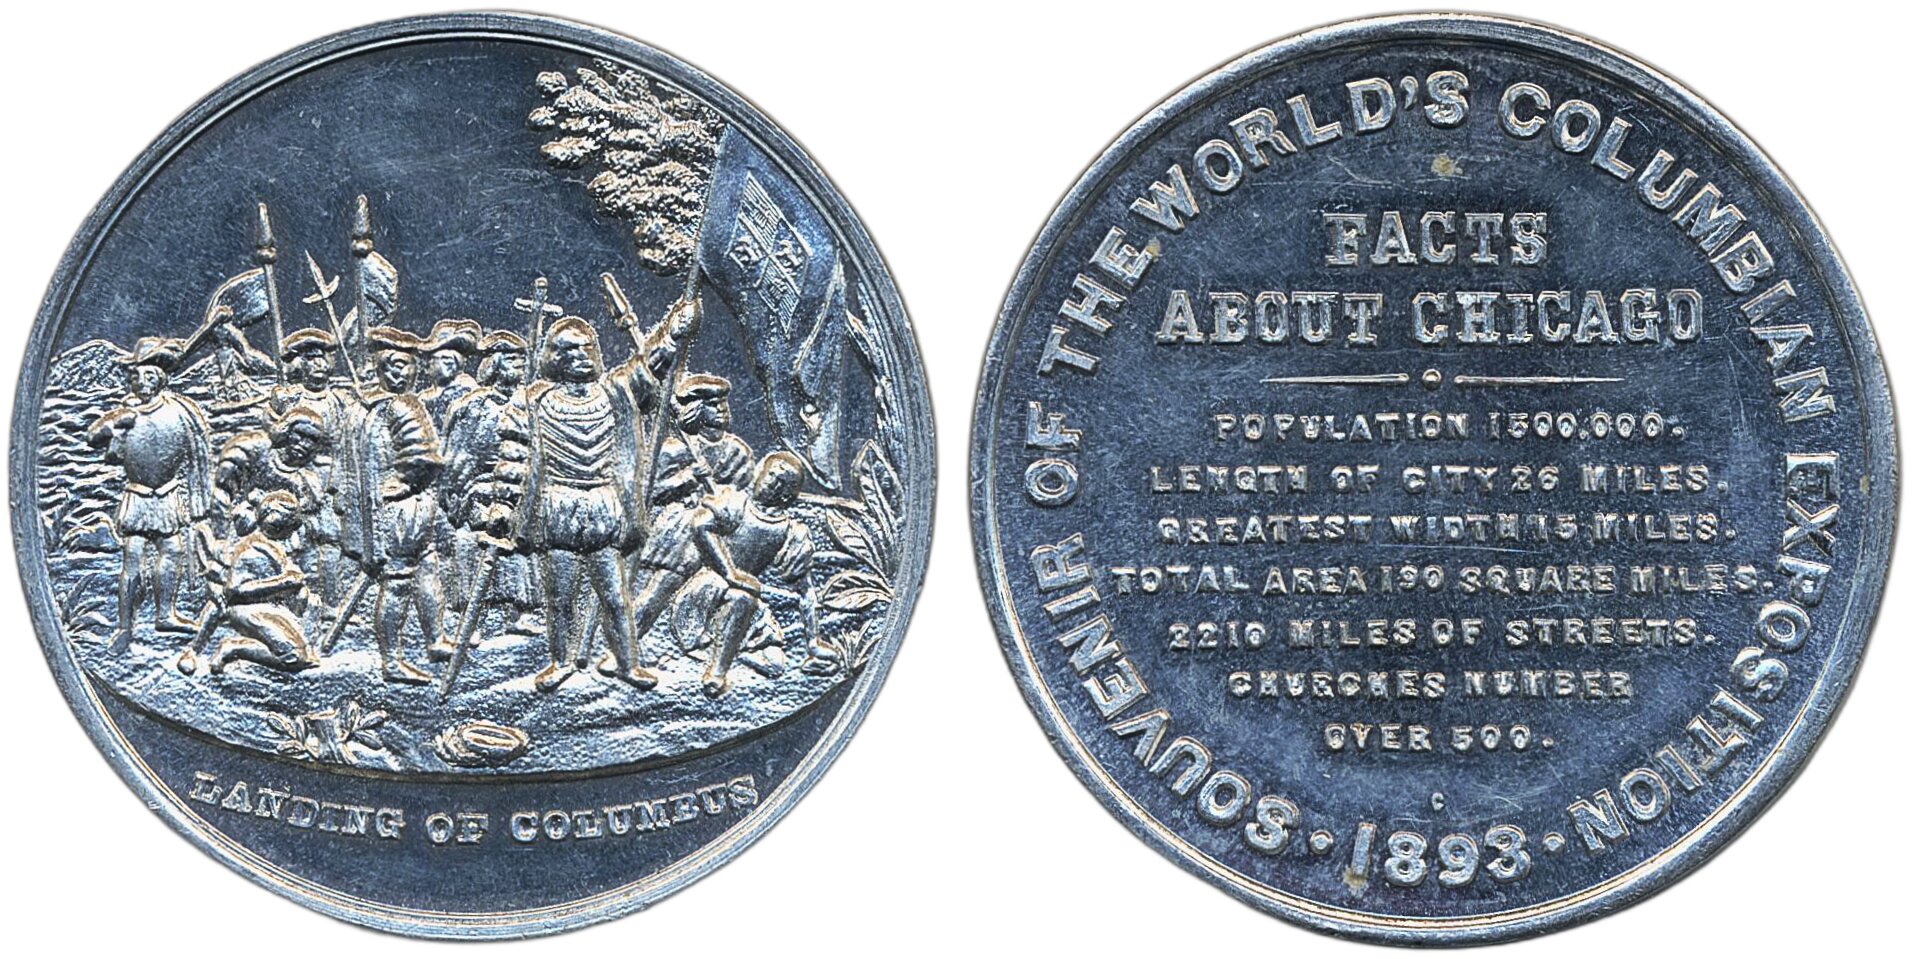 LANDING OF COLUMBUS
SOUVENIR OF THE WORLD'S COLUMBIAN EXPOSITION
· 1893 ·
FACTS
ABOUT CHICAGO
POPULATION 1500,000.
LENGTH OF CITY 26 MILES.
GREATEST WIDTH 15 MILES.
TOTAL AREA 190 SQUARE MILES.
2210 MILES OF STREETS.
CHURCHES NUMBER
OVER 500.
C